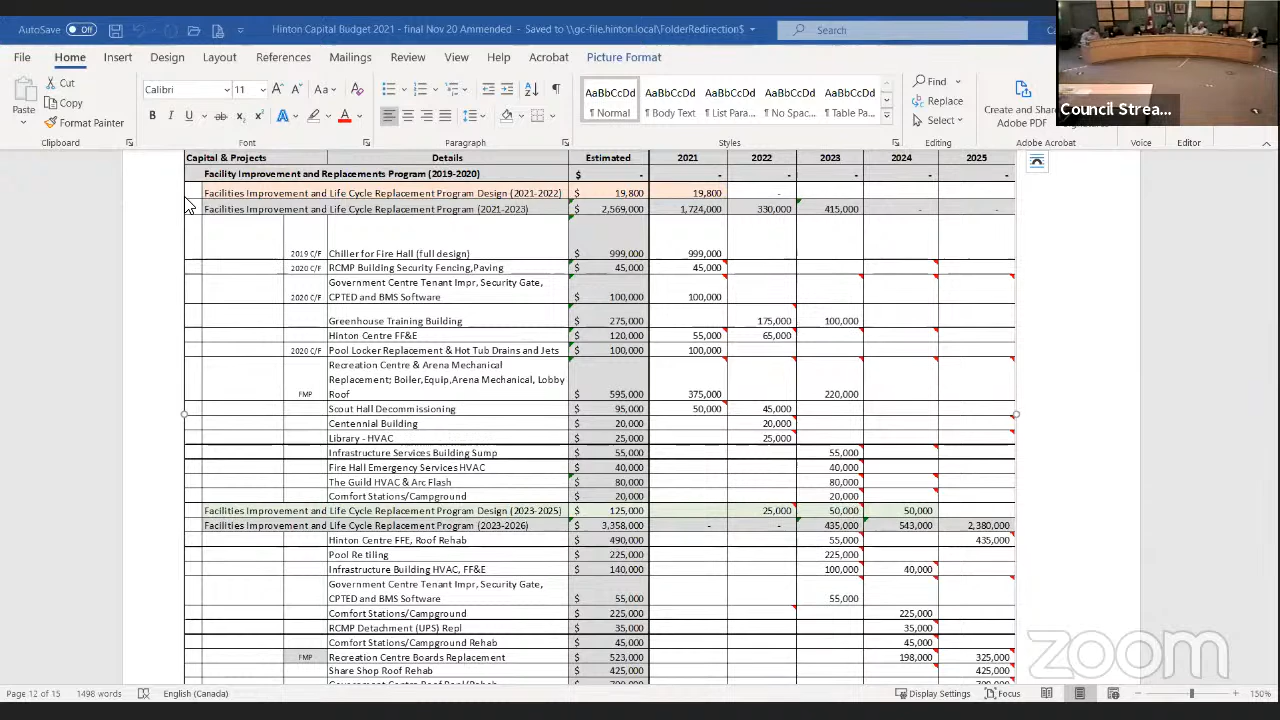 AutoSave Off Hinton Capital Budget 2021 - final Nov 20 Ammended - Saved to \\gc-file.hinton.local\FolderRedirection$ Search
Council Strea...
File Home Insert Design Layout References Mailings Review View Help Acrobat Picture Format
Paste Cut Copy Format Painter Calibri 11 Find Replace Select
AaBbCcDd AaBbCcDd AaBbCcDd AaBbCcDd AaBbCcDd
¶ Normal ¶ Body Text ¶ List Para... ¶ No Spac... ¶ Table Pa...
Create and Share
Adobe PDF
Clipboard Font Paragraph Styles Editing Adobe Acrobat Voice Editor
Capital & Projects Details Estimated 2021 2022 2023 2024 2025
Facility Improvement and Replacements Program (2019-2020) $ - - - - - -
Facilities Improvement and Life Cycle Replacement Program Design (2021-2022) $ 19,800 19,800 -
Facilities Improvement and Life Cycle Replacement Program (2021-2023) $ 2,569,000 1,724,000 330,000 415,000 - -
2019 C/F Chiller for Fire Hall (full design) $ 999,000 999,000
2020 C/F RCMP Building Security Fencing,Paving $ 45,000 45,000
Government Centre Tenant Impr, Security Gate,
2020 C/F CPTED and BMS Software $ 100,000 100,000
Greenhouse Training Building $ 275,000 175,000 100,000
Hinton Centre FF&E $ 120,000 55,000 65,000
2020 C/F Pool Locker Replacement & Hot Tub Drains and Jets $ 100,000 100,000
Recreation Centre & Arena Mechanical
Replacement; Boiler,Equip,Arena Mechanical, Lobby
FMP Roof $ 595,000 375,000 220,000
Scout Hall Decommissioning $ 95,000 50,000 45,000
Centennial Building $ 20,000 20,000
Library - HVAC $ 25,000 25,000
Infrastructure Services Building Sump $ 55,000 55,000
Fire Hall Emergency Services HVAC $ 40,000 40,000
The Guild HVAC & Arc Flash $ 80,000 80,000
Comfort Stations/Campground $ 20,000 20,000
Facilities Improvement and Life Cycle Replacement Program Design (2023-2025) $ 125,000 25,000 50,000 50,000
Facilities Improvement and Life Cycle Replacement Program (2023-2026) $ 3,358,000 - - 435,000 543,000 2,380,000
Hinton Centre FFE, Roof Rehab $ 490,000 55,000 435,000
Pool Retiling $ 225,000 225,000
Infrastructure Building HVAC, FF&E $ 140,000 100,000 40,000
Government Centre Tenant Impr, Security Gate,
CPTED and BMS Software $ 55,000 55,000
Comfort Stations/Campground $ 225,000 225,000
RCMP Detachment (UPS) Repl $ 35,000 35,000
Comfort Stations/Campground Rehab $ 45,000 45,000
FMP Recreation Centre Boards Replacement $ 523,000 198,000 325,000
Share Shop Roof Rehab $ 425,000 425,000
zoom
Page 12 of 15 1498 words English (Canada) Display Settings Focus 150%